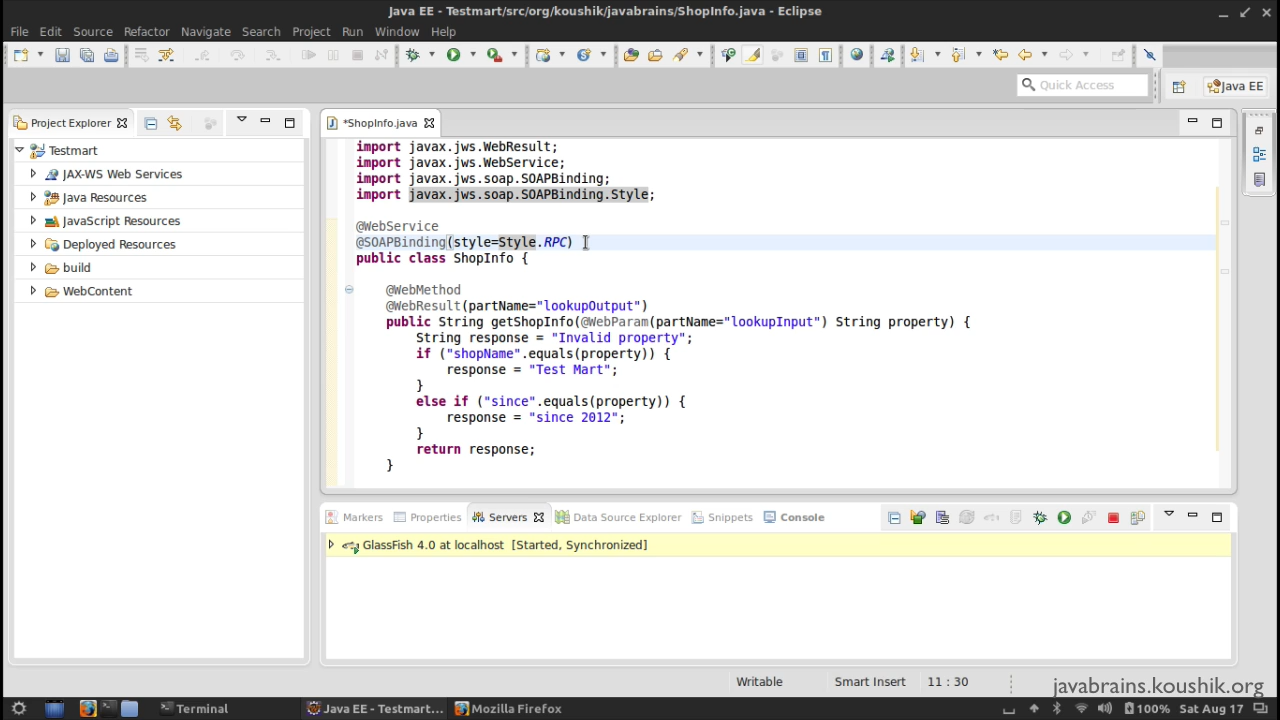 Java EE - Testmart/src/org/koushik/javabrains/ShopInfo.java - Eclipse
File Edit Source Refactor Navigate Search Project Run Window Help
Quick Access
Java EE
Project Explorer
*ShopInfo.java
Testmart
JAX-WS Web Services
Java Resources
JavaScript Resources
Deployed Resources
build
WebContent
import javax.jws.WebResult;
import javax.jws.WebService;
import javax.jws.soap.SOAPBinding;
import javax.jws.soap.SOAPBinding.Style;
@WebService
@SOAPBinding(style=Style.RPC)
public class ShopInfo {
@WebMethod
@WebResult(partName="lookupOutput")
public String getShopInfo(@WebParam(partName="lookupInput") String property) {
String response = "Invalid property";
if ("shopName".equals(property)) {
response = "Test Mart";
}
else if ("since".equals(property)) {
response = "since 2012";
}
return response;
}
Markers Properties Servers Data Source Explorer Snippets Console
GlassFish 4.0 at localhost [Started, Synchronized]
Writable Smart Insert 11 : 30
javabrains.koushik.org
Terminal Java EE - Testmart... Mozilla Firefox 100% Sat Aug 17